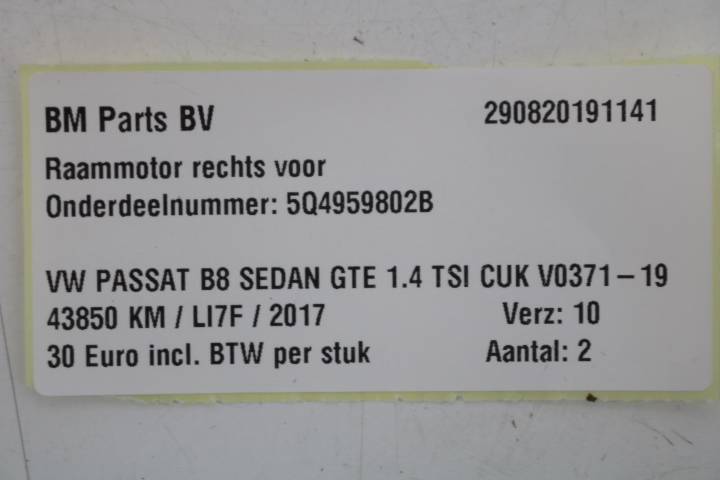 BM Parts BV 290820191141
Raammotor rechts voor
Onderdeelnummer: 5Q4959802B
VW PASSAT B8 SEDAN GTE 1.4 TSI CUK V0371-19
43850 KM / LI7F / 2017 Verz: 10
30 Euro incl. BTW per stuk Aantal: 2